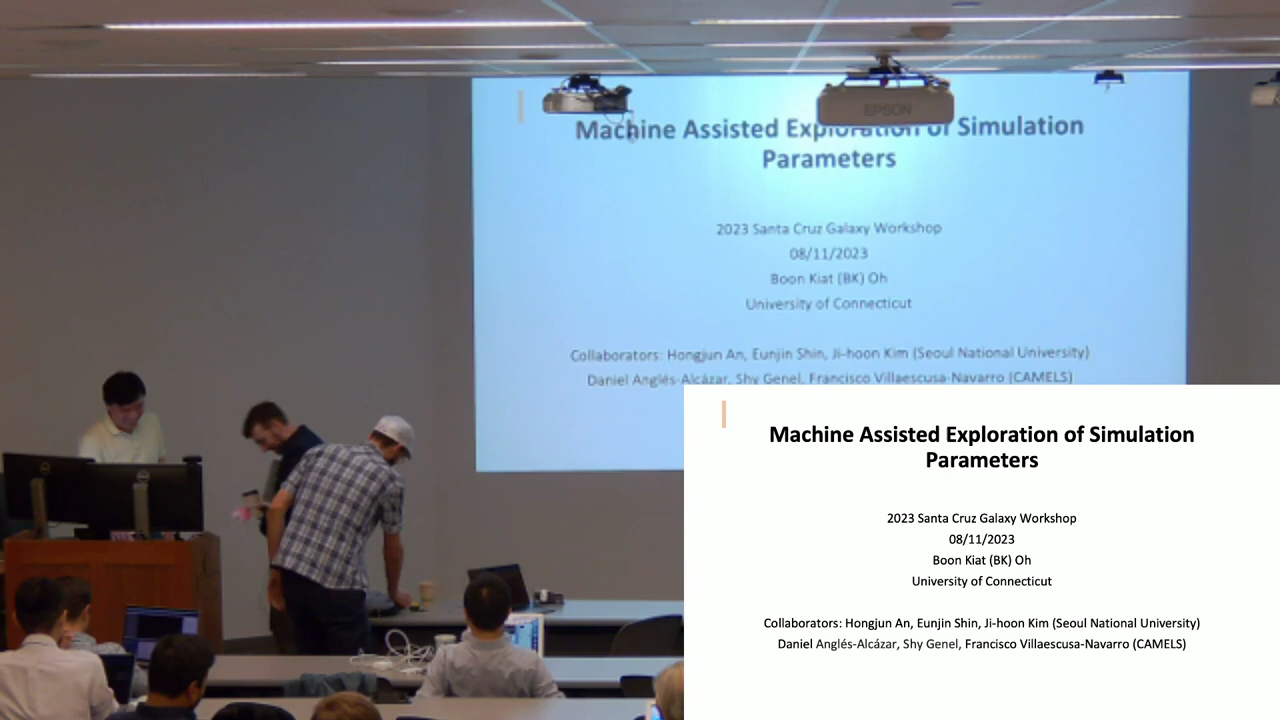 EPSON
Machine Assisted Exploration of Simulation
Parameters
2023 Santa Cruz Galaxy Workshop
08/11/2023
Boon Kiat (BK) Oh
University of Connecticut
Collaborators: Hongjun An, Eunjin Shin, Ji-hoon Kim (Seoul National University)
Daniel Anglés-Alcázar, Shy Genel, Francisco Villaescusa-Navarro (CAMELS)
Machine Assisted Exploration of Simulation
Parameters
2023 Santa Cruz Galaxy Workshop
08/11/2023
Boon Kiat (BK) Oh
University of Connecticut
Collaborators: Hongjun An, Eunjin Shin, Ji-hoon Kim (Seoul National University)
Daniel Anglés-Alcázar, Shy Genel, Francisco Villaescusa-Navarro (CAMELS)